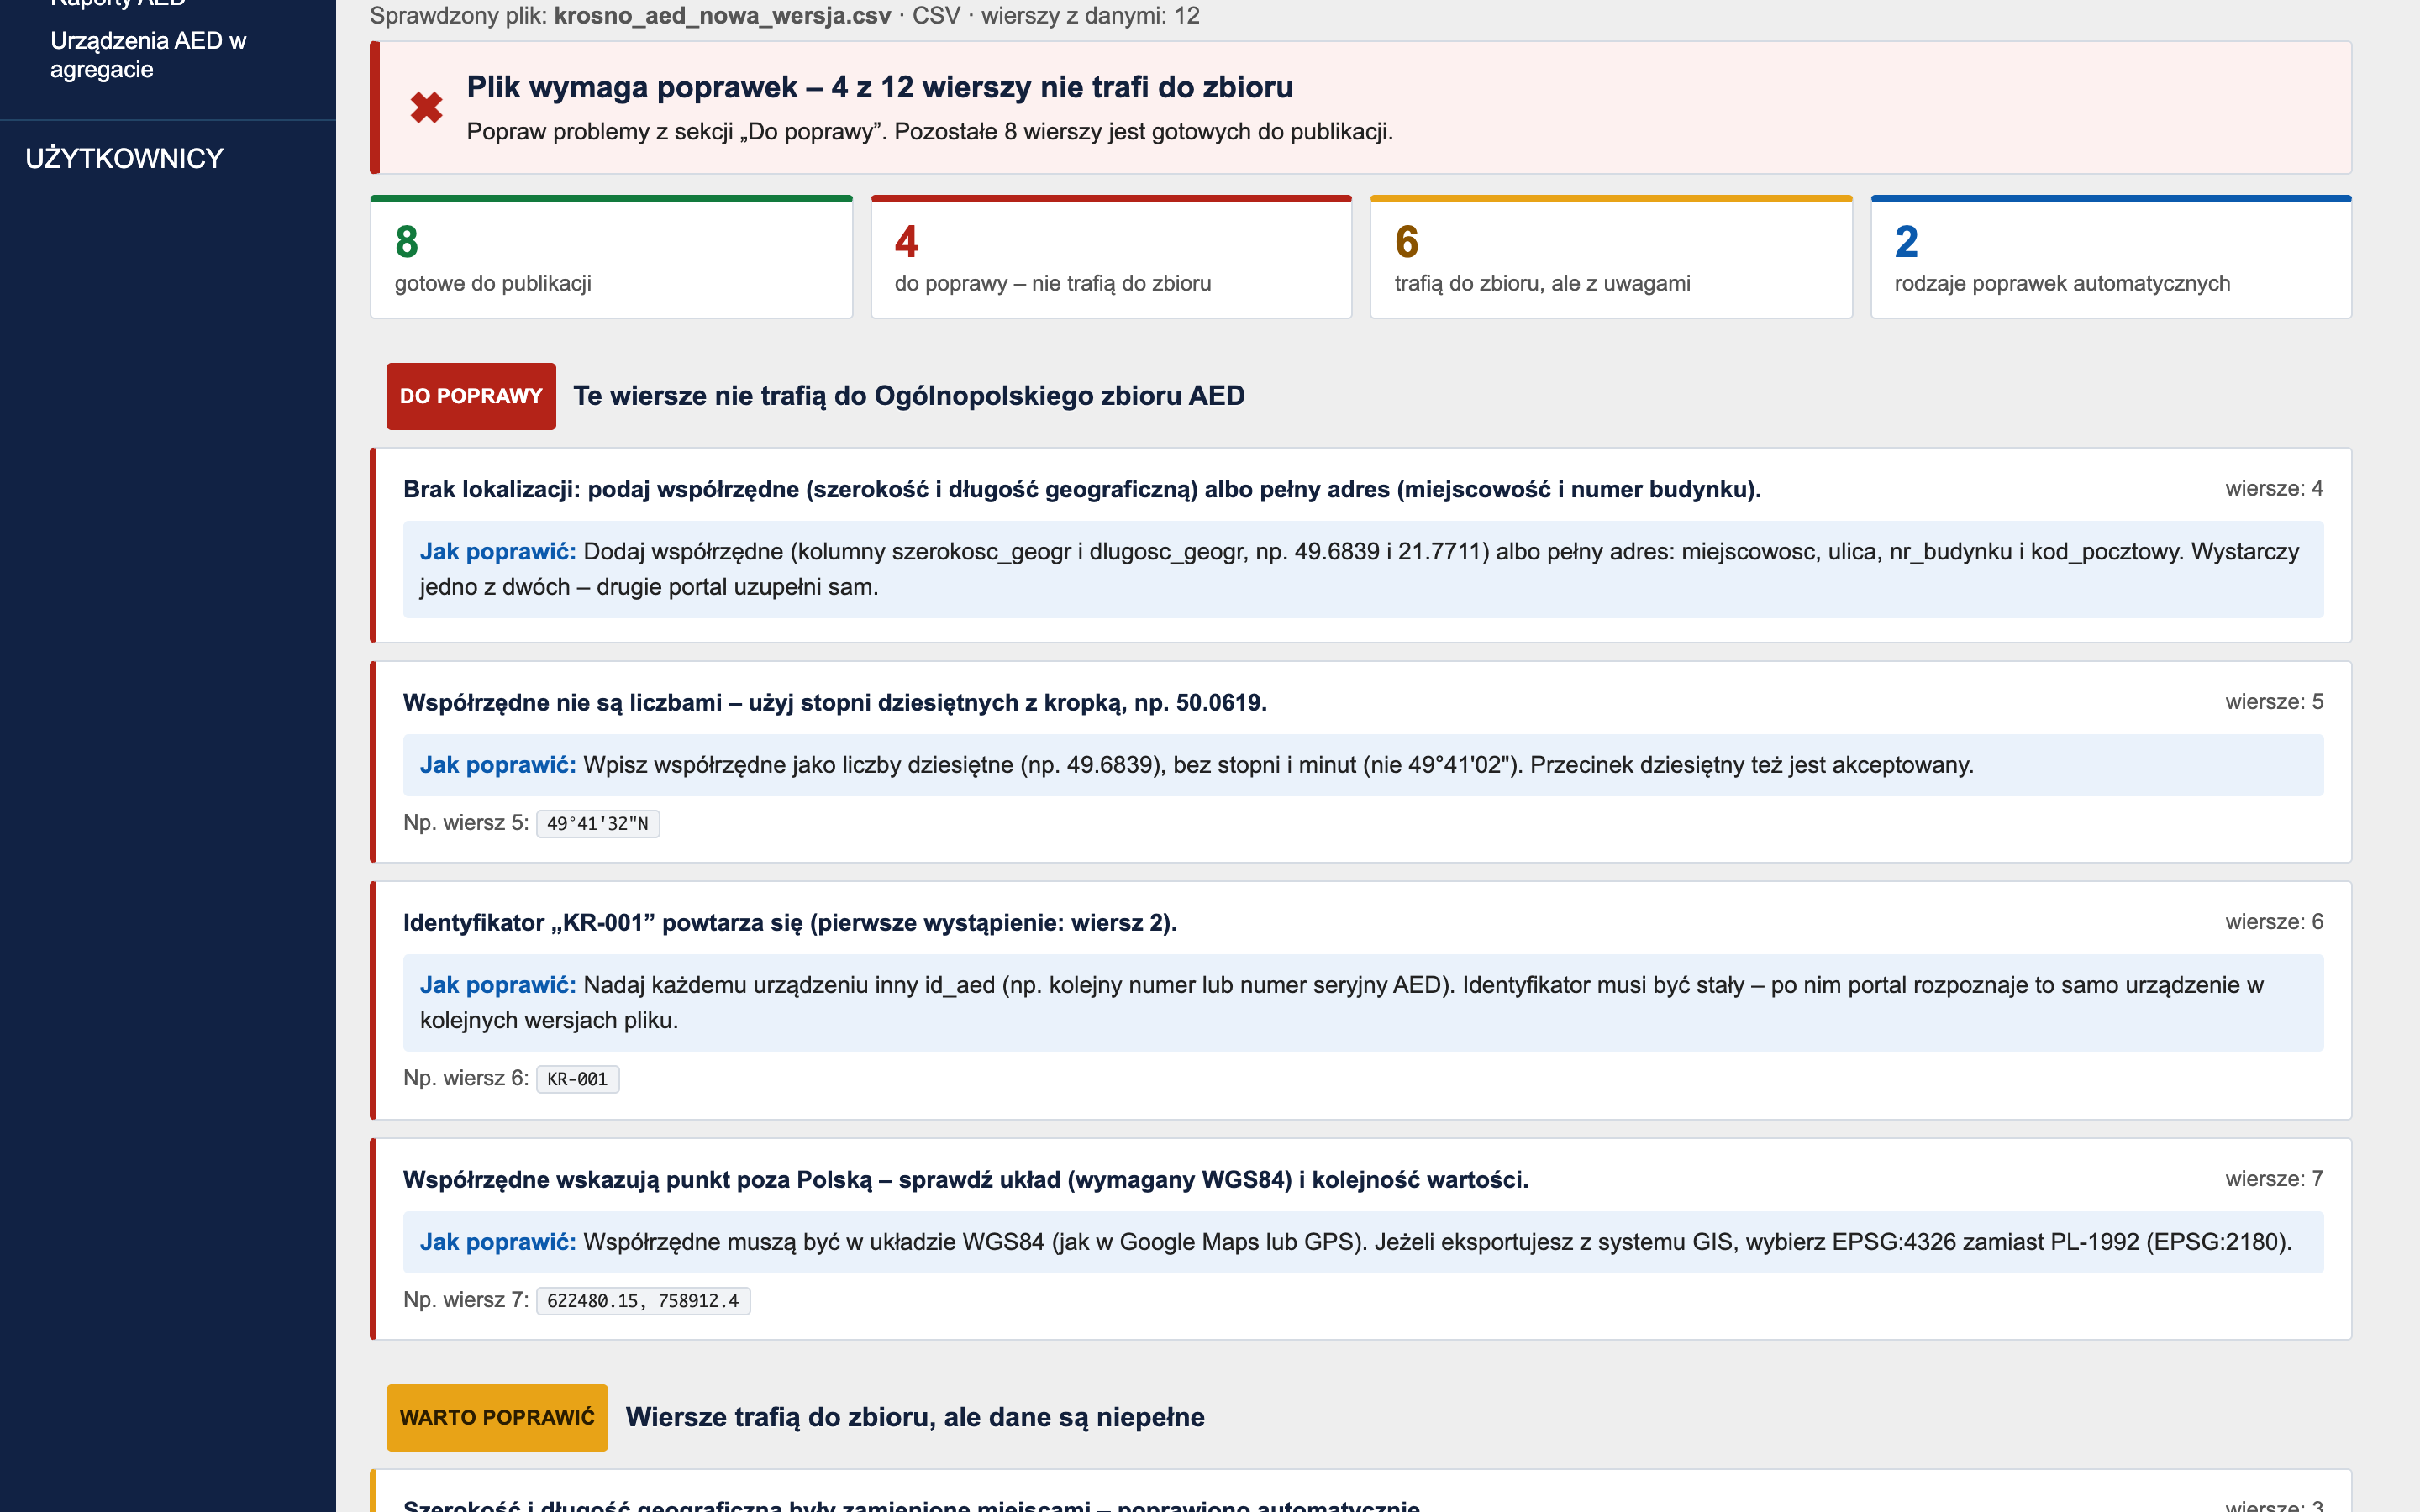 Raporty AED
Urządzenia AED w
agregacie
UŻYTKOWNICY
Sprawdzony plik: krosno_aed_nowa_wersja.csv · CSV · wierszy z danymi: 12
Plik wymaga poprawek – 4 z 12 wierszy nie trafi do zbioru
Popraw problemy z sekcji „Do poprawy”. Pozostałe 8 wierszy jest gotowych do publikacji.
8
gotowe do publikacji
4
do poprawy – nie trafią do zbioru
6
trafią do zbioru, ale z uwagami
2
rodzaje poprawek automatycznych
DO POPRAWY Te wiersze nie trafią do Ogólnopolskiego zbioru AED
Brak lokalizacji: podaj współrzędne (szerokość i długość geograficzną) albo pełny adres (miejscowość i numer budynku). wiersze: 4
Jak poprawić: Dodaj współrzędne (kolumny szerokosc_geogr i dlugosc_geogr, np. 49.6839 i 21.7711) albo pełny adres: miejscowosc, ulica, nr_budynku i kod_pocztowy. Wystarczy
jedno z dwóch – drugie portal uzupełni sam.
Współrzędne nie są liczbami – użyj stopni dziesiętnych z kropką, np. 50.0619. wiersze: 5
Jak poprawić: Wpisz współrzędne jako liczby dziesiętne (np. 49.6839), bez stopni i minut (nie 49°41'02"). Przecinek dziesiętny też jest akceptowany.
Np. wiersz 5: 49°41'32"N
Identyfikator „KR-001” powtarza się (pierwsze wystąpienie: wiersz 2). wiersze: 6
Jak poprawić: Nadaj każdemu urządzeniu inny id_aed (np. kolejny numer lub numer seryjny AED). Identyfikator musi być stały – po nim portal rozpoznaje to samo urządzenie w
kolejnych wersjach pliku.
Np. wiersz 6: KR-001
Współrzędne wskazują punkt poza Polską – sprawdź układ (wymagany WGS84) i kolejność wartości. wiersze: 7
Jak poprawić: Współrzędne muszą być w układzie WGS84 (jak w Google Maps lub GPS). Jeżeli eksportujesz z systemu GIS, wybierz EPSG:4326 zamiast PL-1992 (EPSG:2180).
Np. wiersz 7: 622480.15, 758912.4
WARTO POPRAWIĆ Wiersze trafią do zbioru, ale dane są niepełne
Szerokość i długość geograficzna były zamienione miejscami – poprawiono automatycznie. wiersze: 3